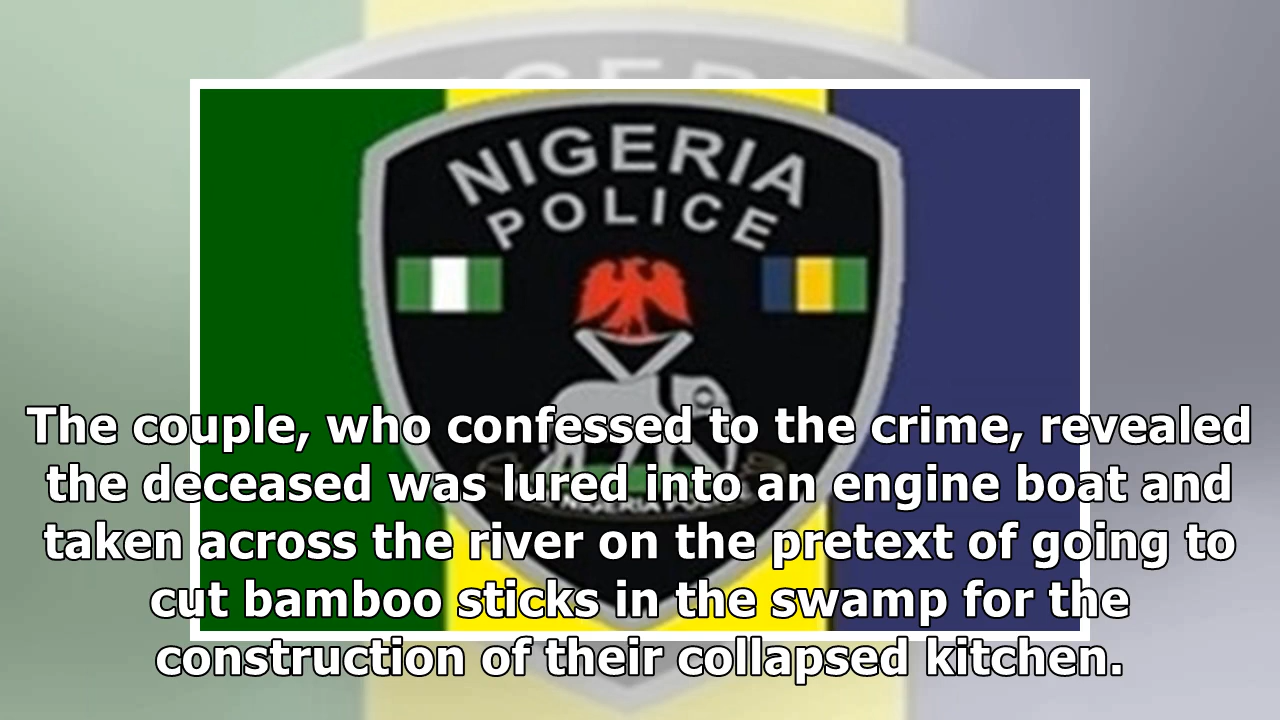 NIGERIA
POLICE
The couple, who confessed to the crime, revealed
the deceased was lured into an engine boat and
taken across the river on the pretext of going to
cut bamboo sticks in the swamp for the
construction of their collapsed kitchen.